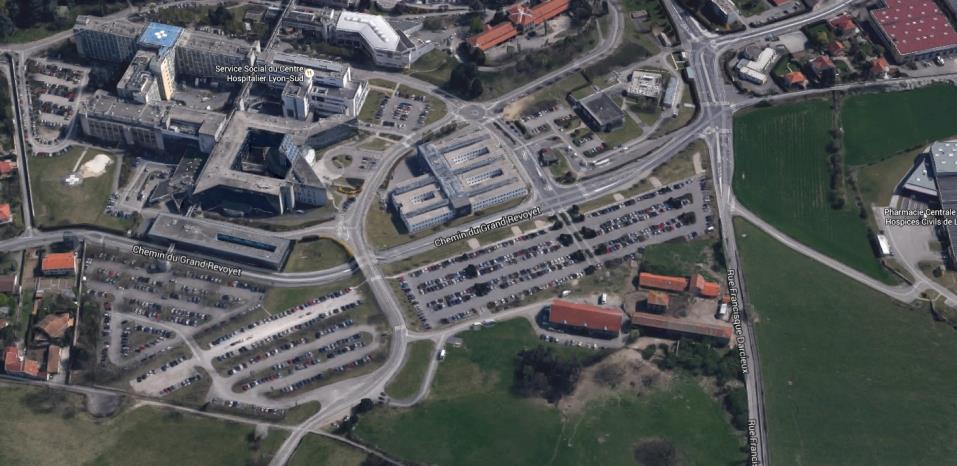 Service Social du Centre
Hospitalier Lyon-Sud
Chemin du Grand Revoyet
Chemin du Grand Revoyet
Pharmacie Centrale
Hospices Civils de L
Rue Francisque Darcieux
Rue Francis